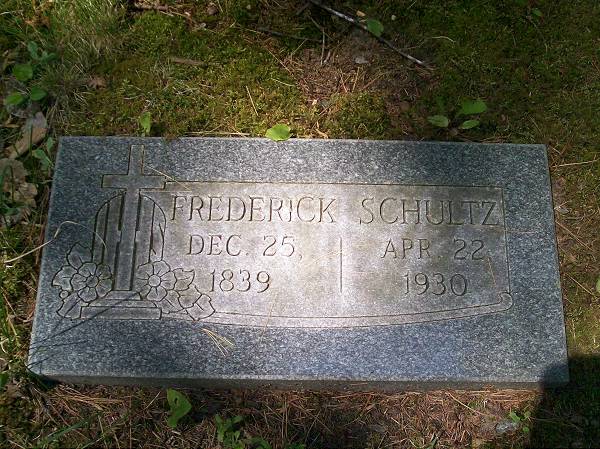 FREDERICK SCHULTZ
DEC. 25, APR. 22,
1839 1930